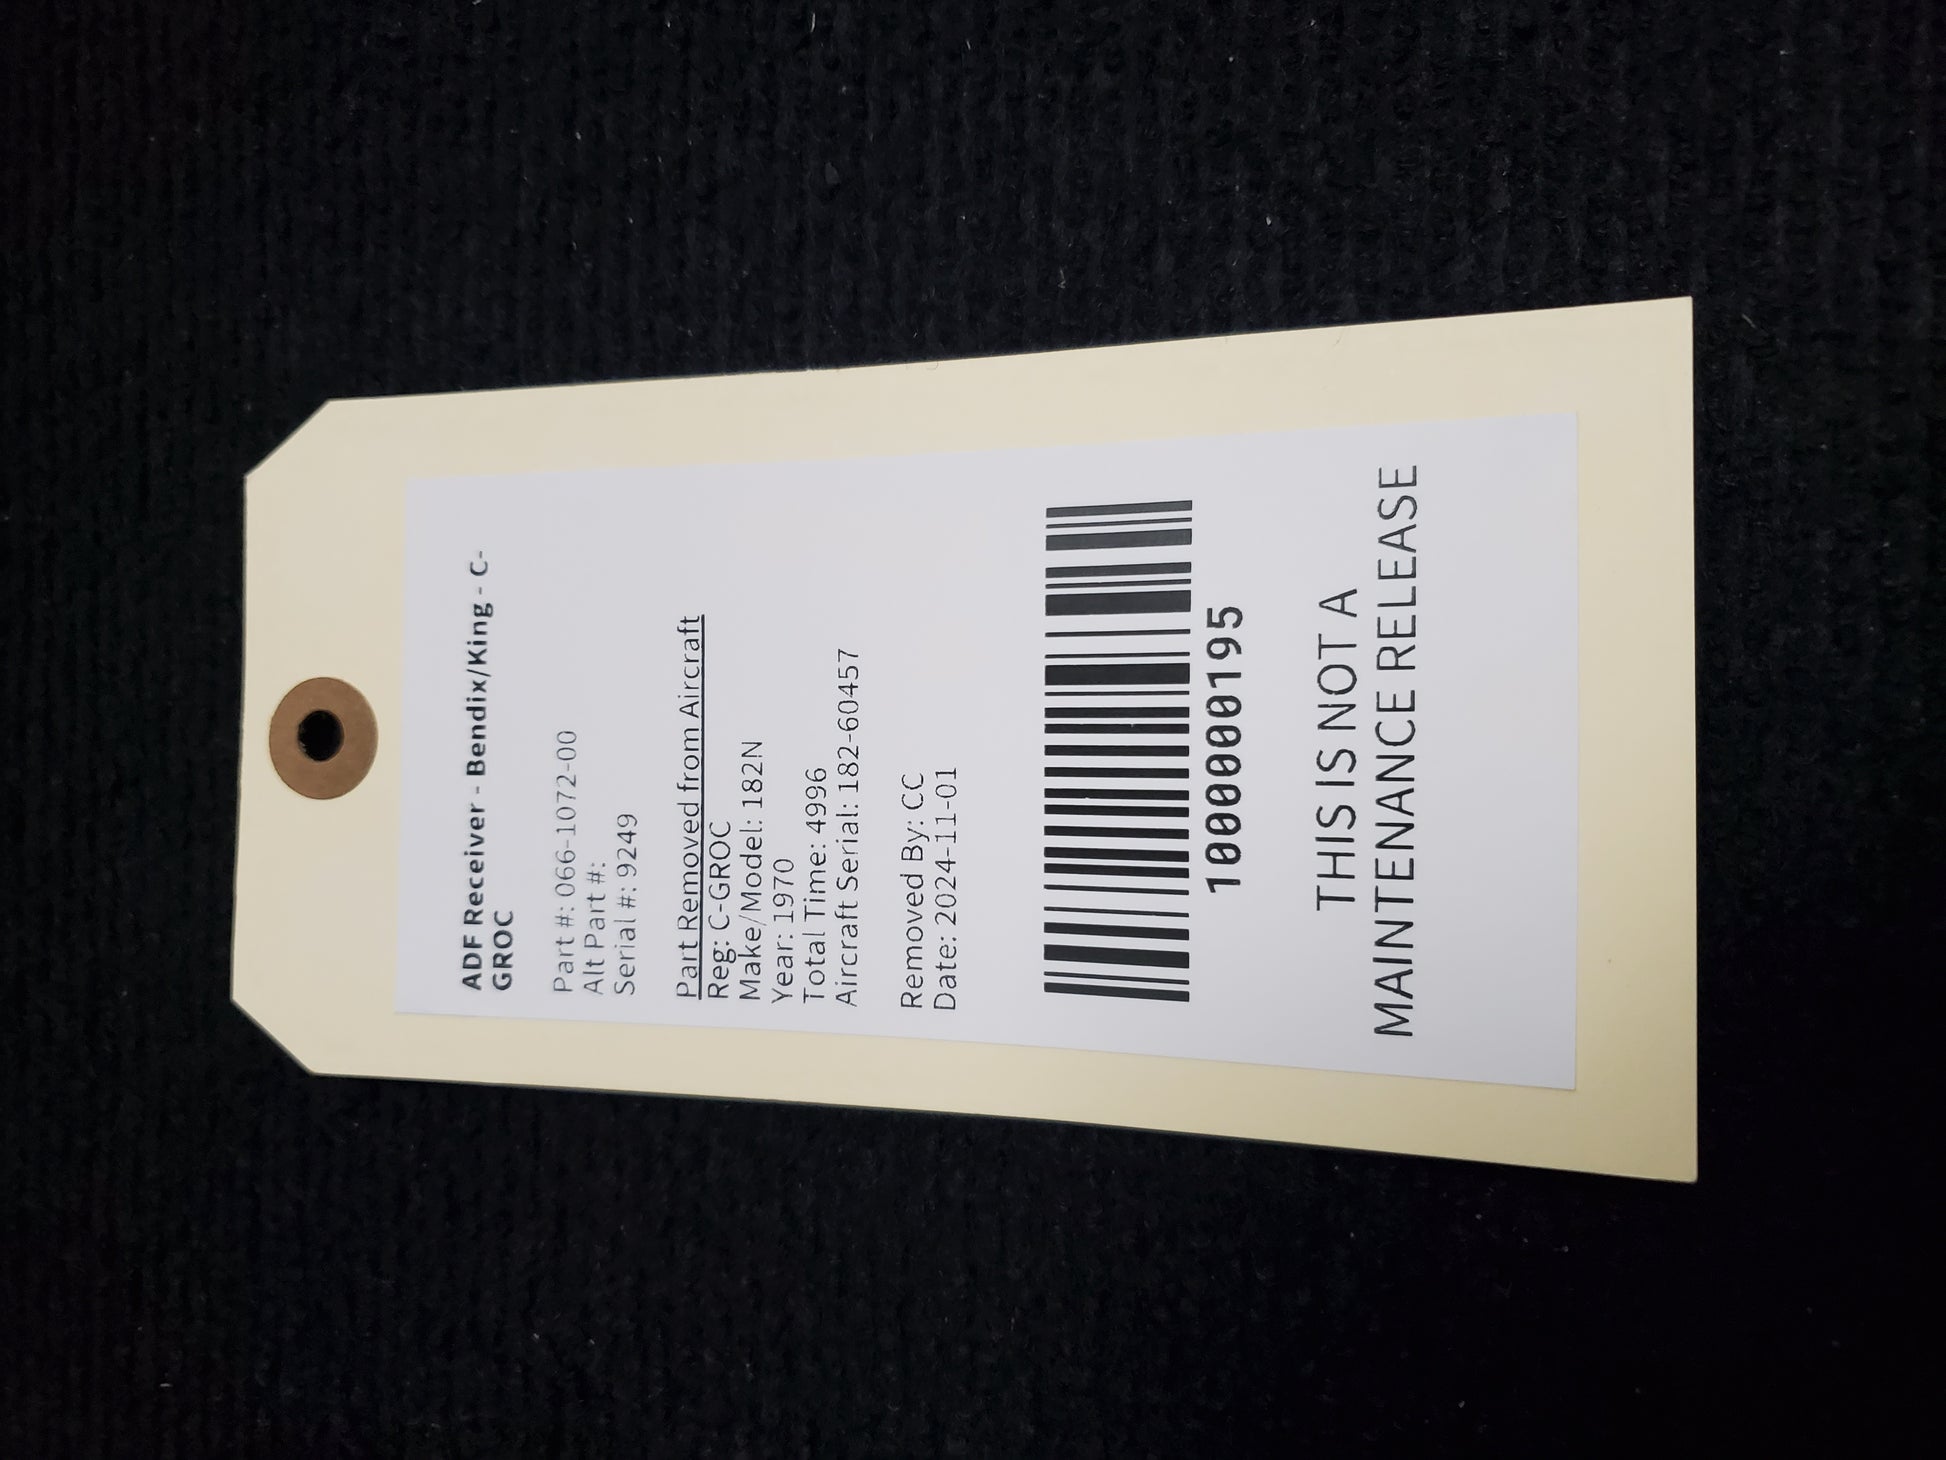 ADF Receiver - Bendix/King - C-
GROC
Part #: 066-1072-00
Alt Part #:
Serial #: 9249
Part Removed from Aircraft
Reg: C-GROC
Make/Model: 182N
Year: 1970
Total Time: 4996
Aircraft Serial: 182-60457
Removed By: CC
Date: 2024-11-01
1000000195
THIS IS NOT A
MAINTENANCE RELEASE